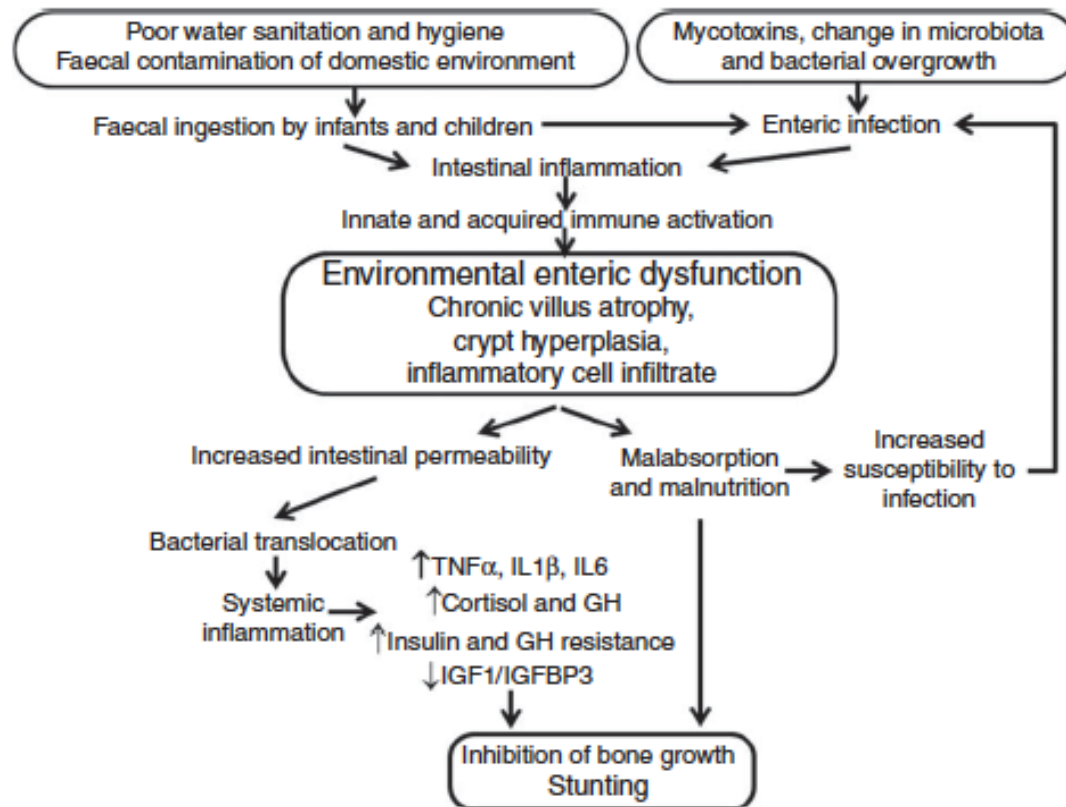 Poor water sanitation and hygiene
Faecal contamination of domestic environment
Mycotoxins, change in microbiota
and bacterial overgrowth
Faecal ingestion by infants and children
Enteric infection
Intestinal inflammation
Innate and acquired immune activation
Environmental enteric dysfunction
Chronic villus atrophy,
crypt hyperplasia,
inflammatory cell infiltrate
Increased intestinal permeability
Malabsorption
and malnutrition
Increased
susceptibility to
infection
Bacterial translocation
Systemic
inflammation
↑TNFα, IL1β, IL6
↑Cortisol and GH
↑Insulin and GH resistance
↓IGF1/IGFBP3
Inhibition of bone growth
Stunting